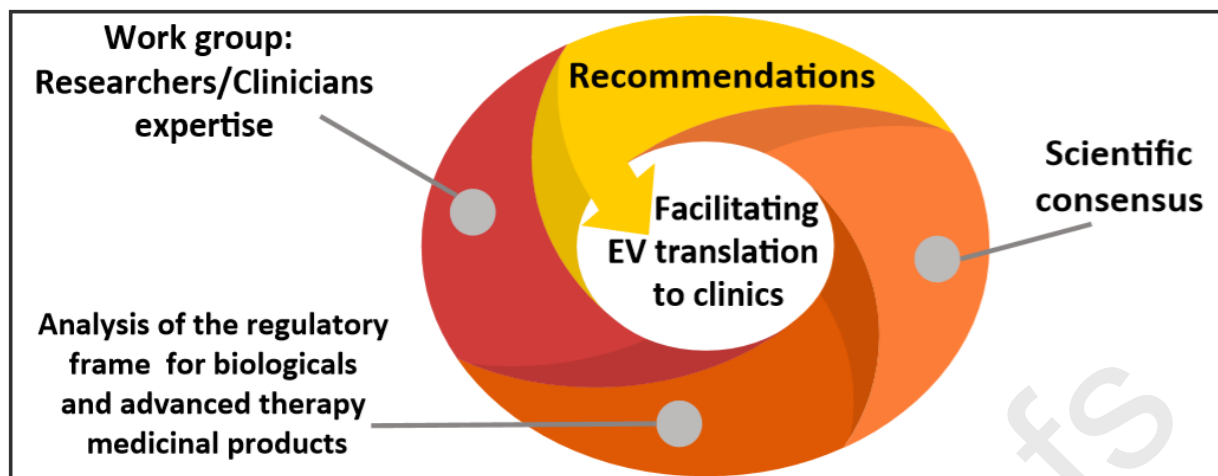 Work group:
Researchers/Clinicians
expertise
Recommendations
Scientific
consensus
Facilitating
EV translation
to clinics
Analysis of the regulatory
frame for biologicals
and advanced therapy
medicinal products
fs